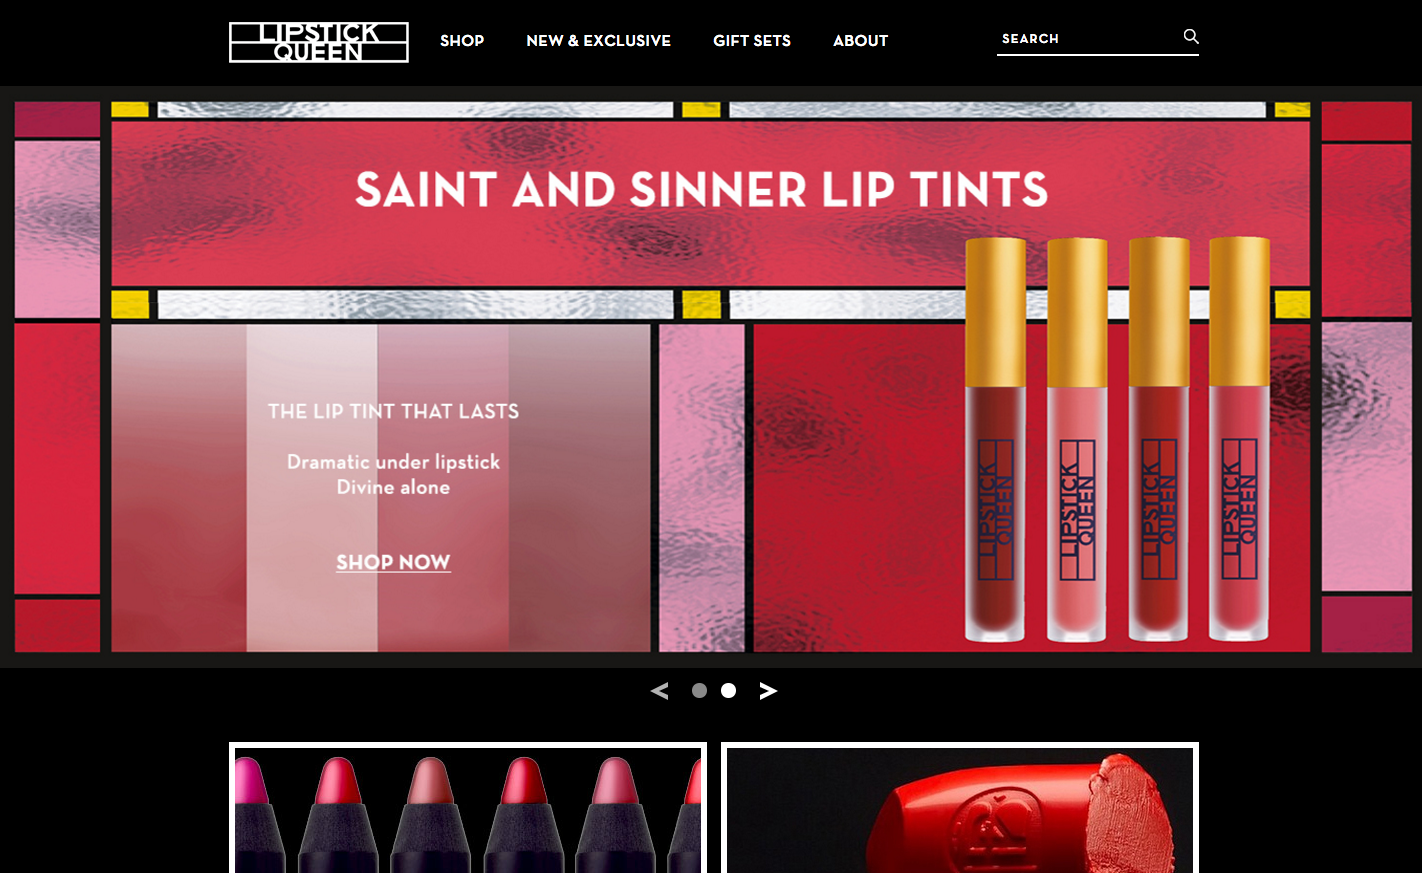 LIPSTICK
QUEEN
SHOP
NEW & EXCLUSIVE
GIFT SETS
ABOUT
SEARCH
SAINT AND SINNER LIP TINTS
THE LIP TINT THAT LASTS
Dramatic under lipstick
Divine alone
SHOP NOW
LIPSTICK
QUEEN
LIPSTICK
QUEEN
LIPSTICK
QUEEN
LIPSTICK
QUEEN